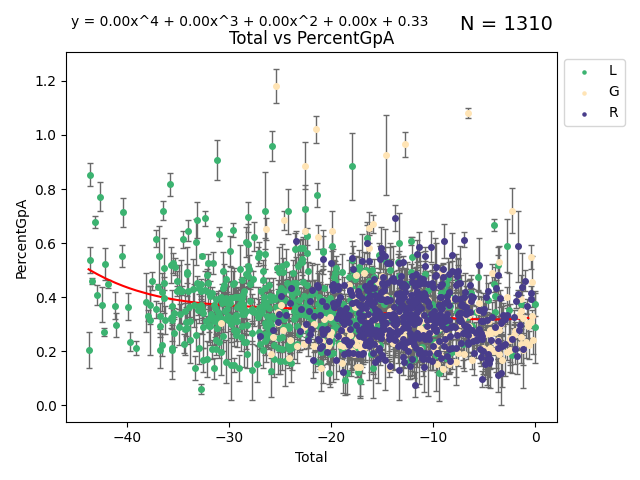 y = 0.00x^4 + 0.00x^3 + 0.00x^2 + 0.00x + 0.33
N = 1310
Total vs PercentGpA
L
G
R
PercentGpA
1.2
1.0
0.8
0.6
0.4
0.2
0.0
−40
−30
−20
−10
0
Total